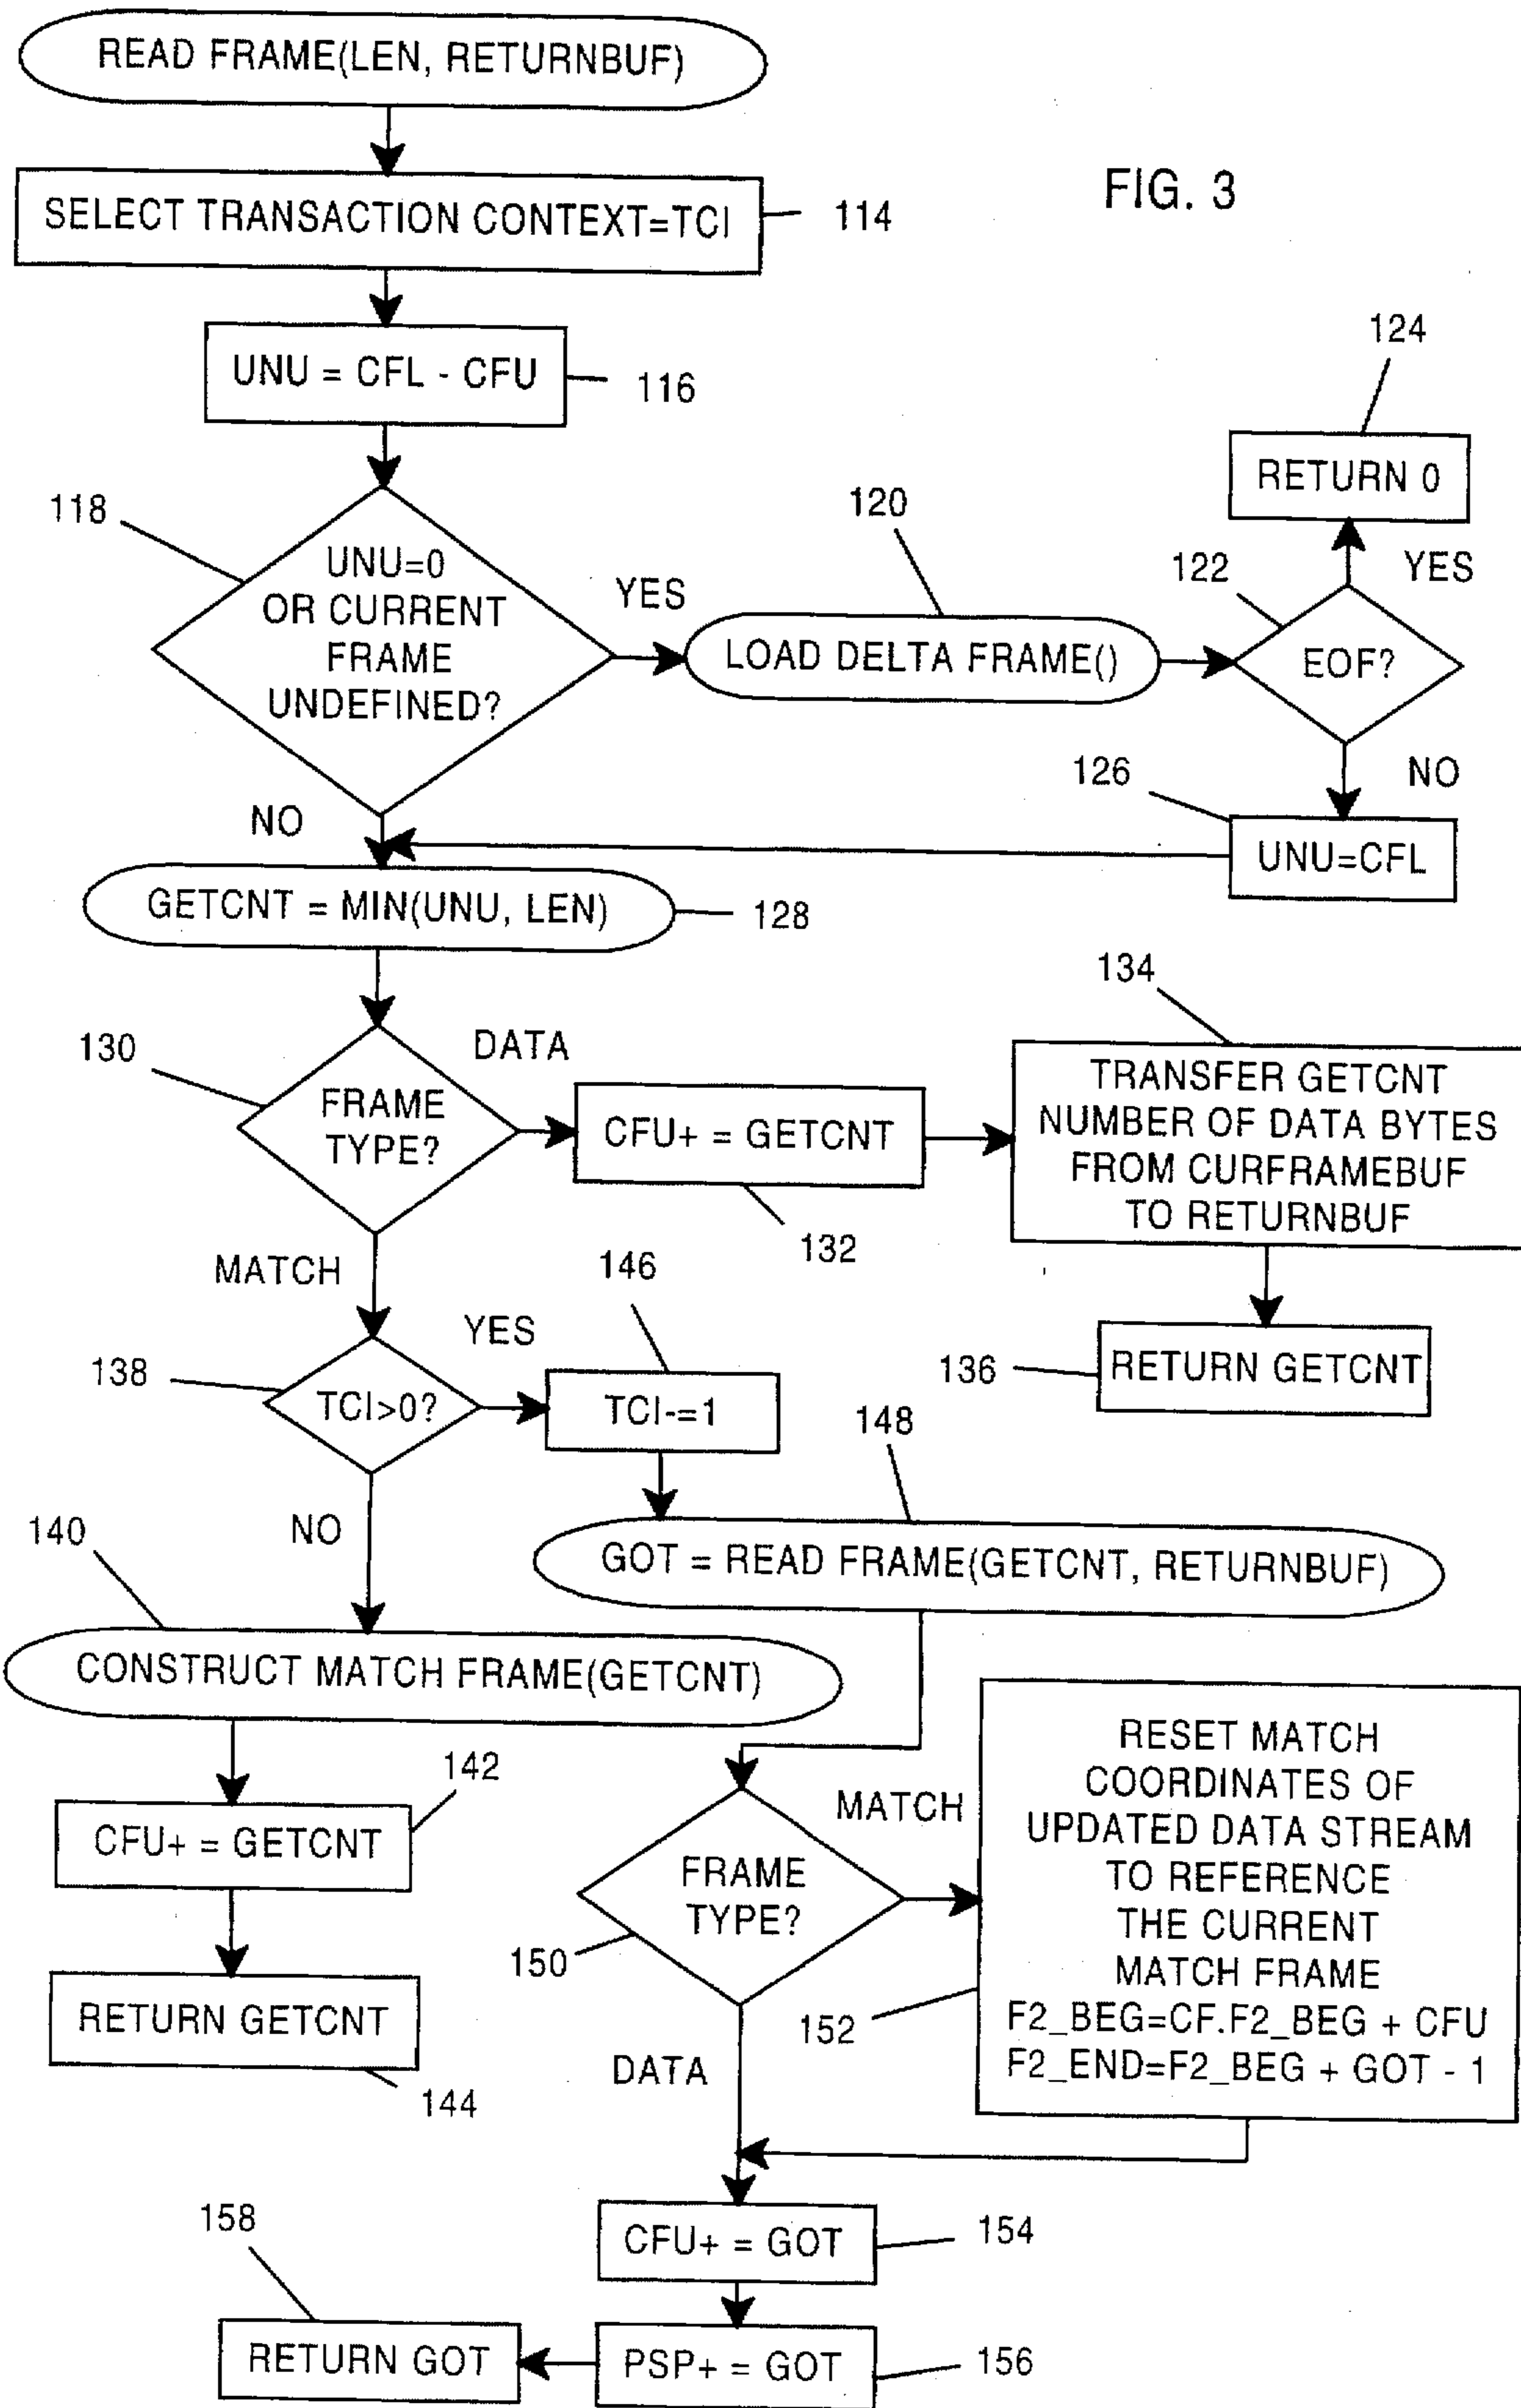 READ FRAME(LEN, RETURNBUF)
FIG. 3
SELECT TRANSACTION CONTEXT=TCI
114
UNU = CFL - CFU
116
124
RETURN 0
118
UNU=0
OR CURRENT
FRAME
UNDEFINED?
YES
120
LOAD DELTA FRAME()
122
YES
EOF?
NO
126
UNU=CFL
NO
GETCNT = MIN(UNU, LEN)
128
130
FRAME
TYPE?
DATA
CFU+ = GETCNT
132
134
TRANSFER GETCNT
NUMBER OF DATA BYTES
FROM CURFRAMEBUF
TO RETURNBUF
136
RETURN GETCNT
MATCH
138
TCI>0?
YES
146
TCI-=1
148
GOT = READ FRAME(GETCNT, RETURNBUF)
NO
140
CONSTRUCT MATCH FRAME(GETCNT)
142
CFU+ = GETCNT
RETURN GETCNT
144
FRAME
TYPE?
150
MATCH
RESET MATCH
COORDINATES OF
UPDATED DATA STREAM
TO REFERENCE
THE CURRENT
MATCH FRAME
F2_BEG=CF.F2_BEG + CFU
F2_END=F2_BEG + GOT - 1
152
DATA
CFU+ = GOT
154
PSP+ = GOT
156
158
RETURN GOT